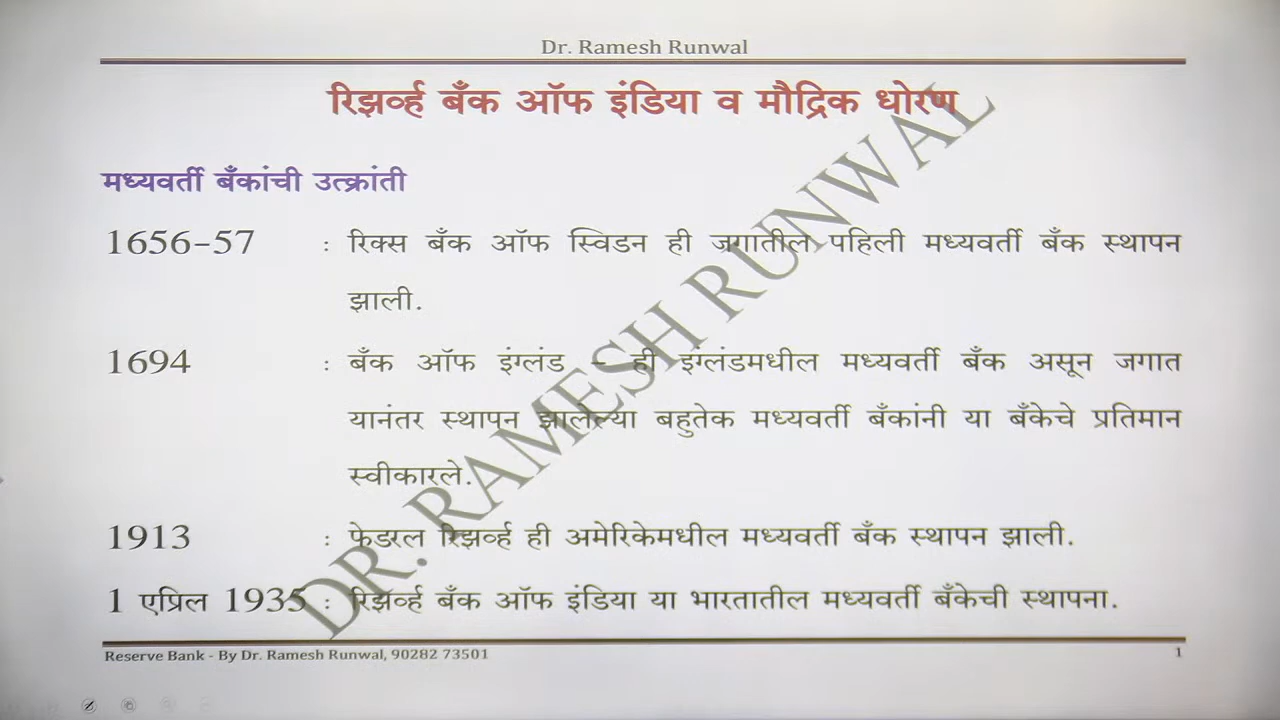 Dr. Ramesh Runwal
रिझर्व्ह बँक ऑफ इंडिया व मौद्रिक धोरण
मध्यवर्ती बँकांची उत्क्रांती
1656-57 : रिक्स बँक ऑफ स्विडन ही जगातील पहिली मध्यवर्ती बँक स्थापन
झाली.
1694 : बँक ऑफ इंग्लंड – ही इंग्लंडमधील मध्यवर्ती बँक असून जगात
यानंतर स्थापन झालेल्या बहुतेक मध्यवर्ती बँकांनी या बँकेचे प्रतिमान
स्वीकारले.
1913 : फेडरल रिझर्व्ह ही अमेरिकेमधील मध्यवर्ती बँक स्थापन झाली.
1 एप्रिल 1935 : रिझर्व्ह बँक ऑफ इंडिया या भारतातील मध्यवर्ती बँकेची स्थापना.
DR. RAMESH RUNWAL
Reserve Bank - By Dr. Ramesh Runwal, 90282 73501 1